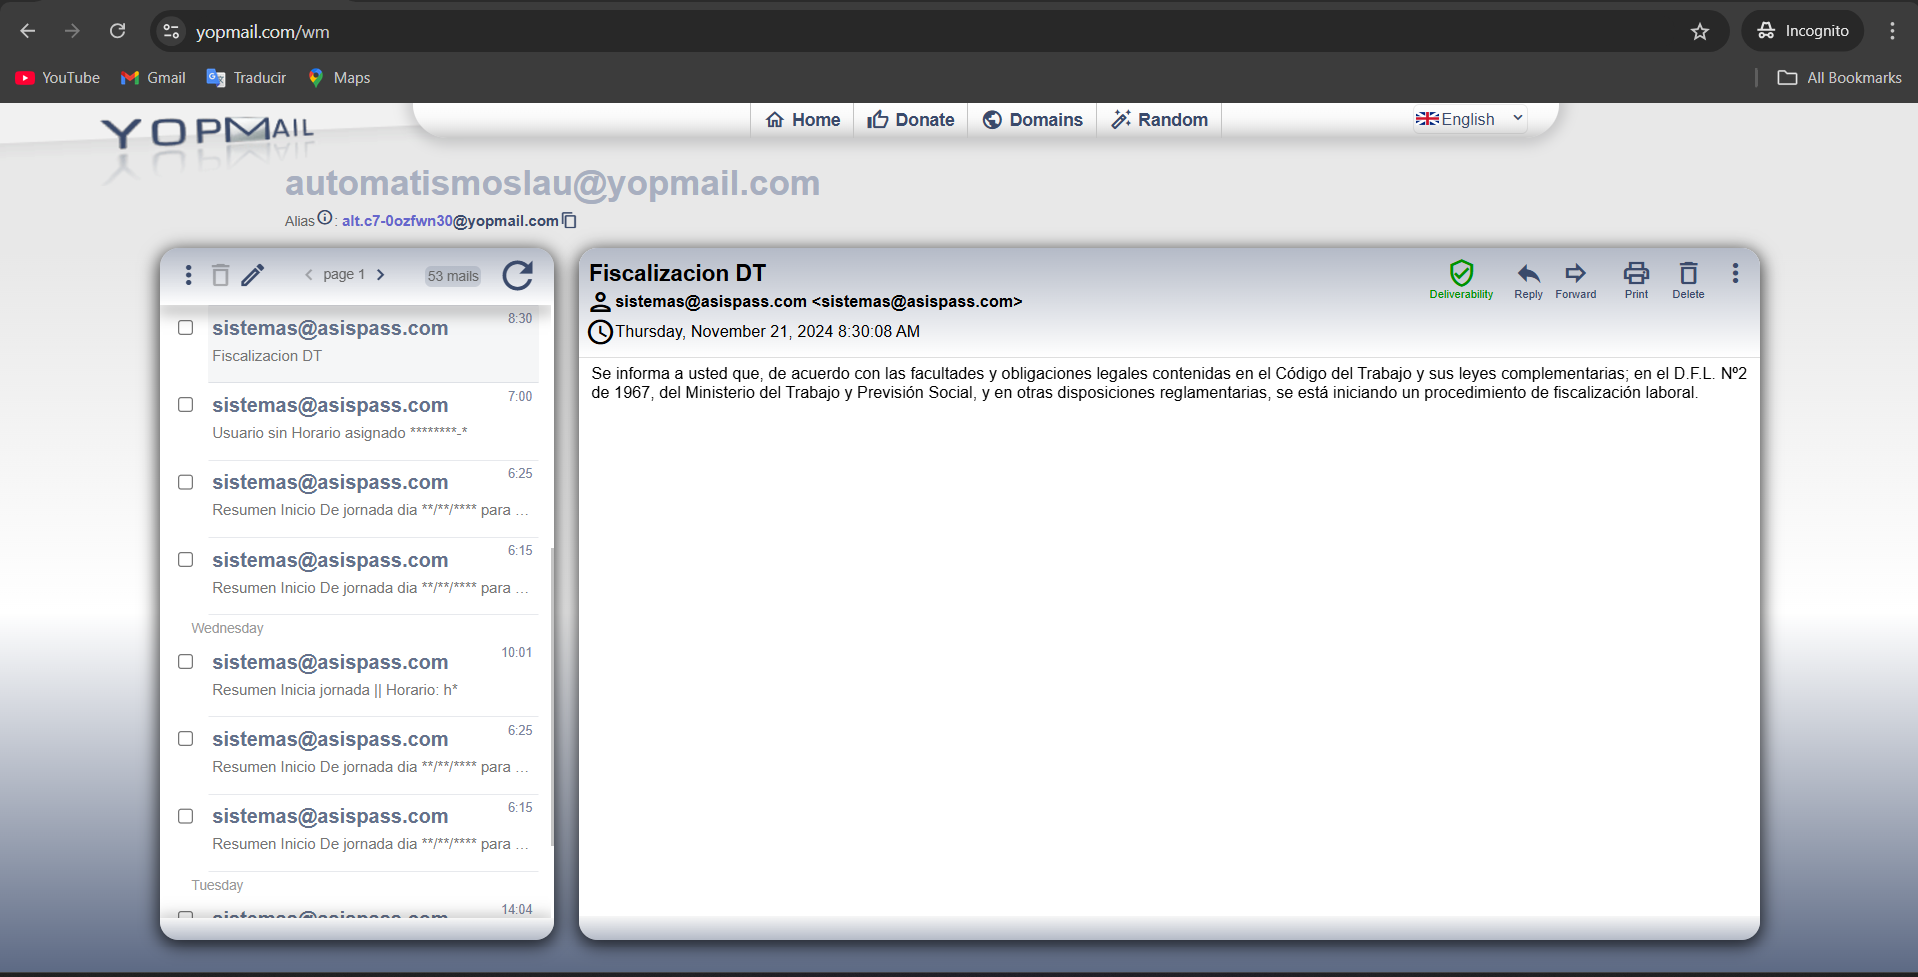 yopmail.com/wm
Incognito
YouTube
Gmail
Traducir
Maps
All Bookmarks
YOPMAIL
Home
Donate
Domains
Random
English
automatismoslau@yopmail.com
Alias : alt.c7-0ozfwn30@yopmail.com
page 1
53 mails
sistemas@asispass.com 8:30
Fiscalizacion DT
sistemas@asispass.com 7:00
Usuario sin Horario asignado ********-*
sistemas@asispass.com 6:25
Resumen Inicio De jornada dia **/**/**** para ...
sistemas@asispass.com 6:15
Resumen Inicio De jornada dia **/**/**** para ...
Wednesday
sistemas@asispass.com 10:01
Resumen Inicia jornada || Horario: h*
sistemas@asispass.com 6:25
Resumen Inicio De jornada dia **/**/**** para ...
sistemas@asispass.com 6:15
Resumen Inicio De jornada dia **/**/**** para ...
Tuesday
sistemas@asispass.com 14:04
Fiscalizacion DT
Deliverability
Reply
Forward
Print
Delete
sistemas@asispass.com <sistemas@asispass.com>
Thursday, November 21, 2024 8:30:08 AM
Se informa a usted que, de acuerdo con las facultades y obligaciones legales contenidas en el Código del Trabajo y sus leyes complementarias; en el D.F.L. Nº2
de 1967, del Ministerio del Trabajo y Previsión Social, y en otras disposiciones reglamentarias, se está iniciando un procedimiento de fiscalización laboral.